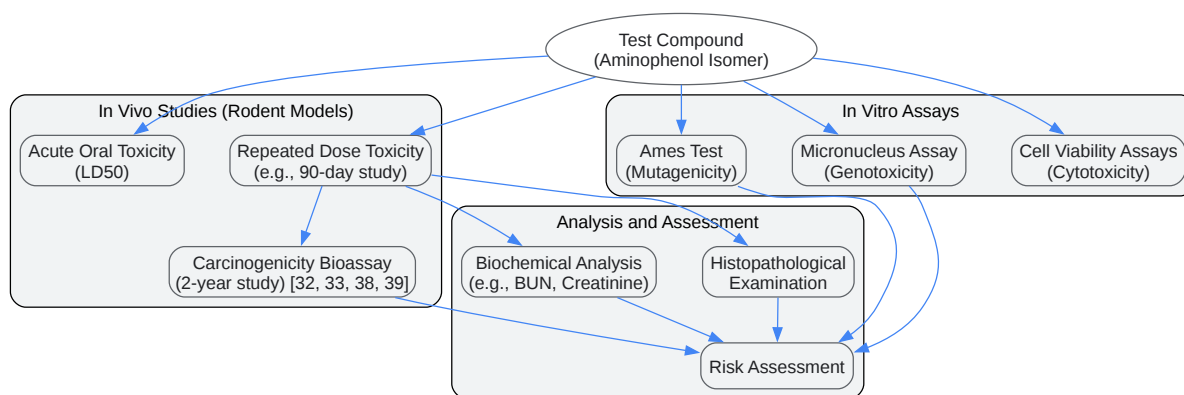 Test Compound
(Aminophenol Isomer)
In Vivo Studies (Rodent Models)
Acute Oral Toxicity
(LD50)
Repeated Dose Toxicity
(e.g., 90-day study)
Carcinogenicity Bioassay
(2-year study) [32, 33, 38, 39]
In Vitro Assays
Ames Test
(Mutagenicity)
Micronucleus Assay
(Genotoxicity)
Cell Viability Assays
(Cytotoxicity)
Analysis and Assessment
Biochemical Analysis
(e.g., BUN, Creatinine)
Histopathological
Examination
Risk Assessment